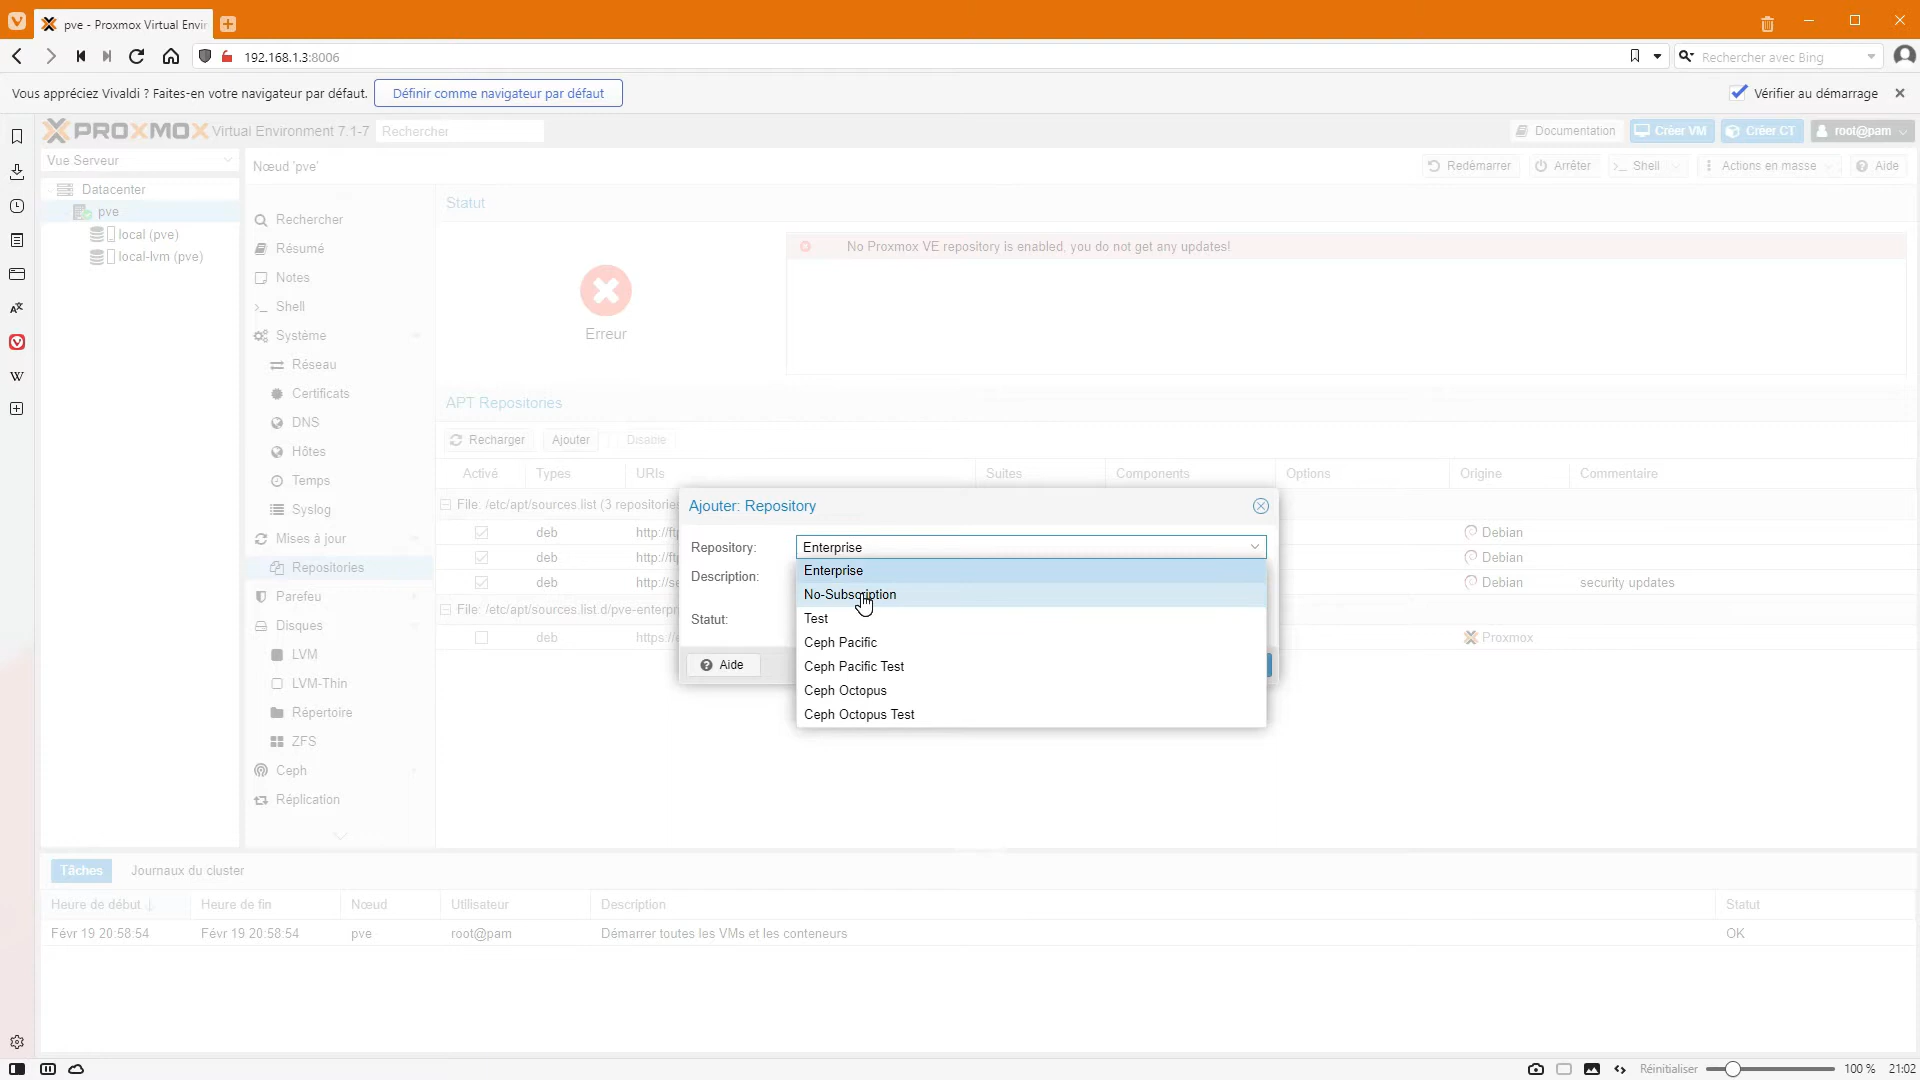 pve - Proxmox Virtual Envir
192.168.1.3:8006
Rechercher avec Bing
Vous appréciez Vivaldi ? Faites-en votre navigateur par défaut.
Définir comme navigateur par défaut
Vérifier au démarrage
PROXMOX Virtual Environment 7.1-7
Rechercher
Documentation
Créer VM
Créer CT
root@pam
Vue Serveur
Nœud 'pve'
Redémarrer
Arrêter
Shell
Actions en masse
Aide
Datacenter
pve
local (pve)
local-lvm (pve)
Rechercher
Résumé
Notes
Shell
Système
Réseau
Certificats
DNS
Hôtes
Temps
Syslog
Mises à jour
Repositories
Parefeu
Disques
LVM
LVM-Thin
Répertoire
ZFS
Ceph
Réplication
Statut
Erreur
No Proxmox VE repository is enabled, you do not get any updates!
APT Repositories
Recharger
Ajouter
Disable
Activé
Types
URIs
Suites
Components
Options
Origine
Commentaire
File: /etc/apt/sources.list (3 repositories
deb
http://ft
Debian
deb
http://ft
Debian
deb
http://se
Debian
security updates
File: /etc/apt/sources.list.d/pve-enterpr
deb
https://e
Proxmox
Ajouter: Repository
Repository:
Enterprise
Description:
Statut:
Aide
Enterprise
No-Subscription
Test
Ceph Pacific
Ceph Pacific Test
Ceph Octopus
Ceph Octopus Test
Tâches
Journaux du cluster
Heure de début
Heure de fin
Nœud
Utilisateur
Description
Statut
Févr 19 20:58:54
Févr 19 20:58:54
pve
root@pam
Démarrer toutes les VMs et les conteneurs
OK
Réinitialiser
100 %
21:02